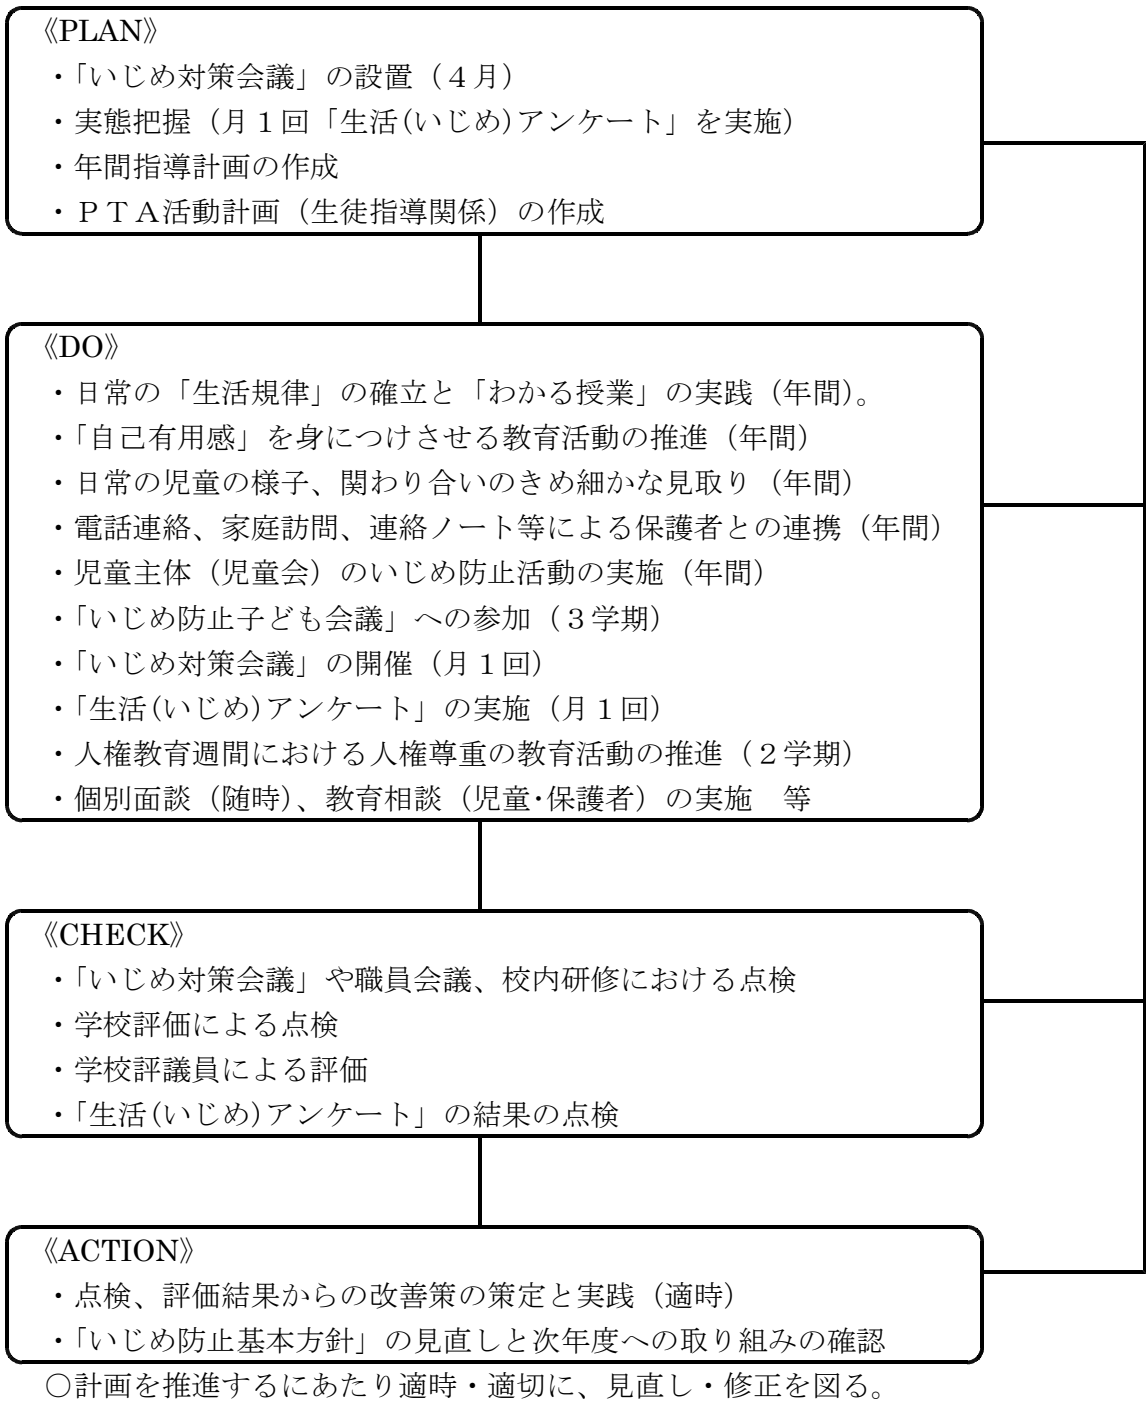 《PLAN》
・「いじめ対策会議」の設置（４月）
・実態把握（月１回「生活(いじめ)アンケート」を実施）
・年間指導計画の作成
・ＰＴＡ活動計画（生徒指導関係）の作成
《DO》
・日常の「生活規律」の確立と「わかる授業」の実践（年間）。
・「自己有用感」を身につけさせる教育活動の推進（年間）
・日常の児童の様子、関わり合いのきめ細かな見取り（年間）
・電話連絡、家庭訪問、連絡ノート等による保護者との連携（年間）
・児童主体（児童会）のいじめ防止活動の実施（年間）
・「いじめ防止子ども会議」への参加（３学期）
・「いじめ対策会議」の開催（月１回）
・「生活(いじめ)アンケート」の実施（月１回）
・人権教育週間における人権尊重の教育活動の推進（２学期）
・個別面談（随時）、教育相談（児童・保護者）の実施　等
《CHECK》
・「いじめ対策会議」や職員会議、校内研修における点検
・学校評価による点検
・学校評議員による評価
・「生活(いじめ)アンケート」の結果の点検
《ACTION》
・点検、評価結果からの改善策の策定と実践（適時）
・「いじめ防止基本方針」の見直しと次年度への取り組みの確認
○計画を推進するにあたり適時・適切に、見直し・修正を図る。